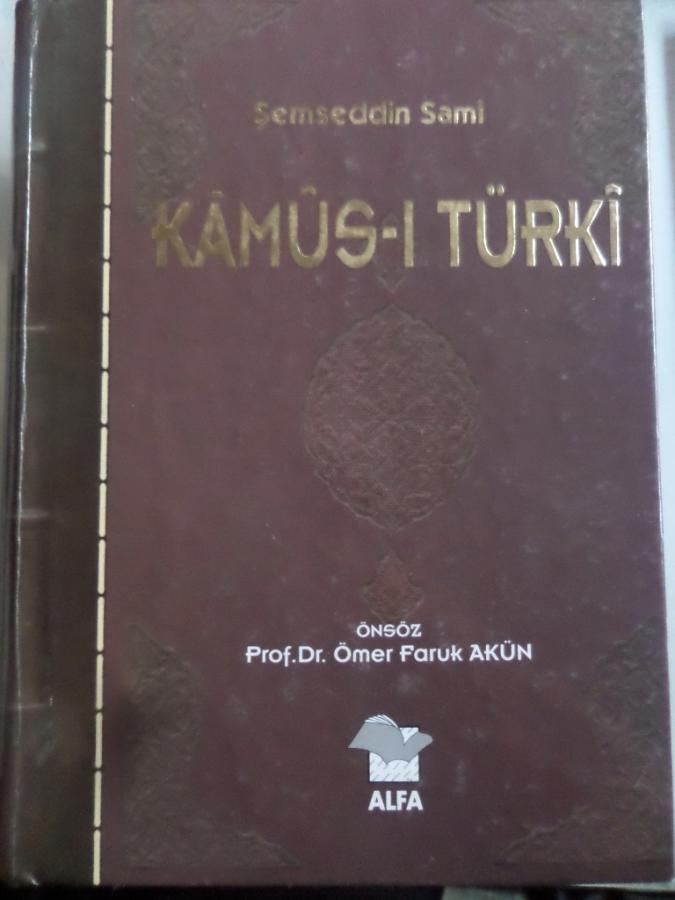 Şemseddin Sami
KÂMÛS-I TÜRKÎ
ÖNSÖZ
Prof.Dr. Ömer Faruk AKÜN
ALFA